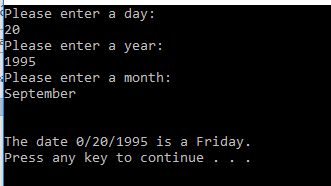 Please enter a day:
20
Please enter a year:
1995
Please enter a month:
September
The date 0/20/1995 is a Friday.
Press any key to continue . . .